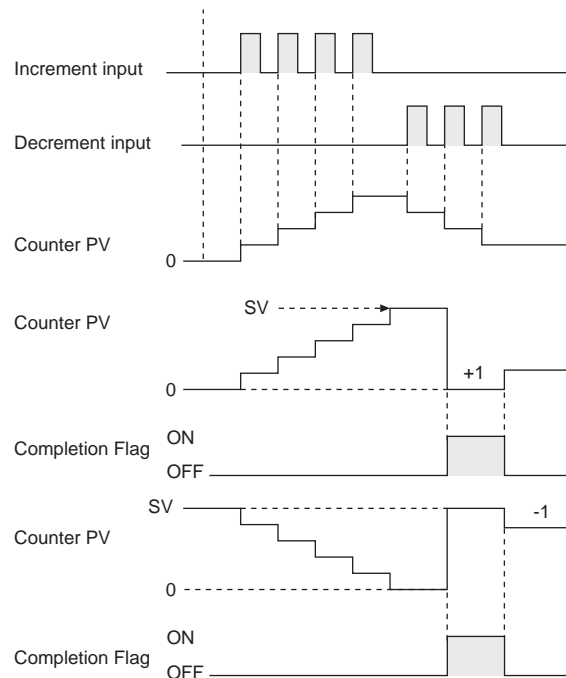 Increment input
Decrement input
Counter PV
0
SV
Counter PV
+1
0
ON
Completion Flag
OFF
SV
-1
Counter PV
0
ON
Completion Flag
OFF